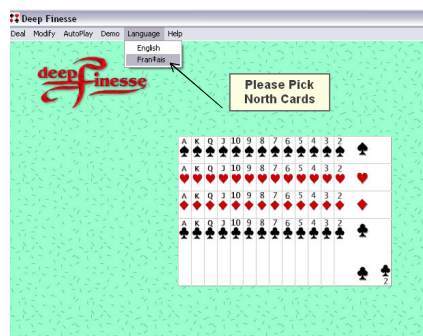 Deep Finesse
Deal Modify AutoPlay Demo Language Help
English
Fran‡ais
deep finesse
Please Pick
North Cards
A K Q J 10 9 8 7 6 5 4 3 2
A K Q J 10 9 8 7 6 5 4 3 2
A K Q J 10 9 8 7 6 5 4 3 2
A K Q J 10 9 8 7 6 5 4 3 2
2